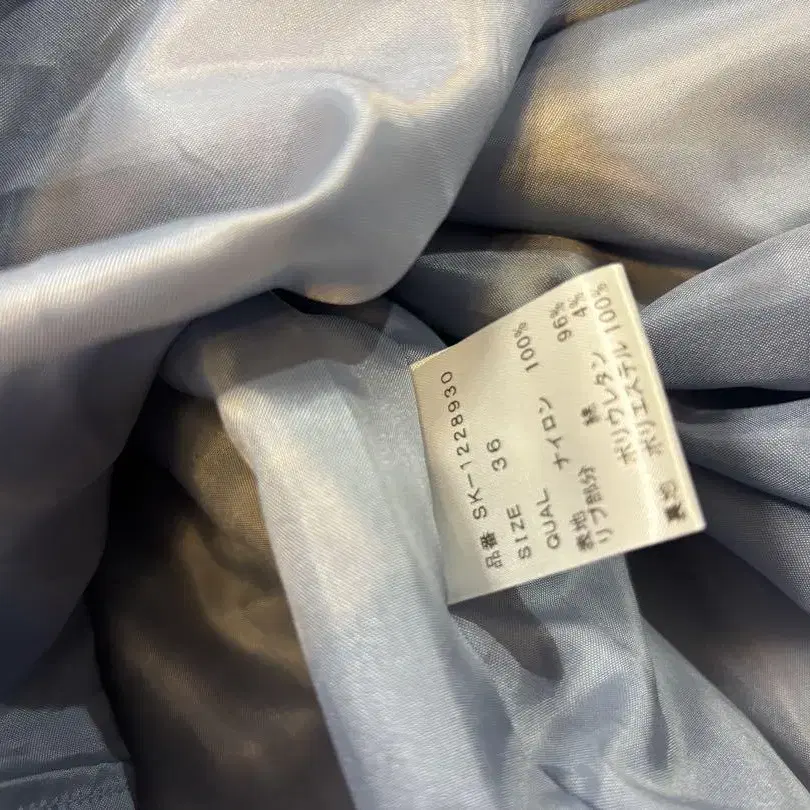 品番 SK-1228930
SIZE 36
QUAL
表地 ナイロン 100%
リブ部分 綿 96%
ポリウレタン 4%
裏地 ポリエステル 100%